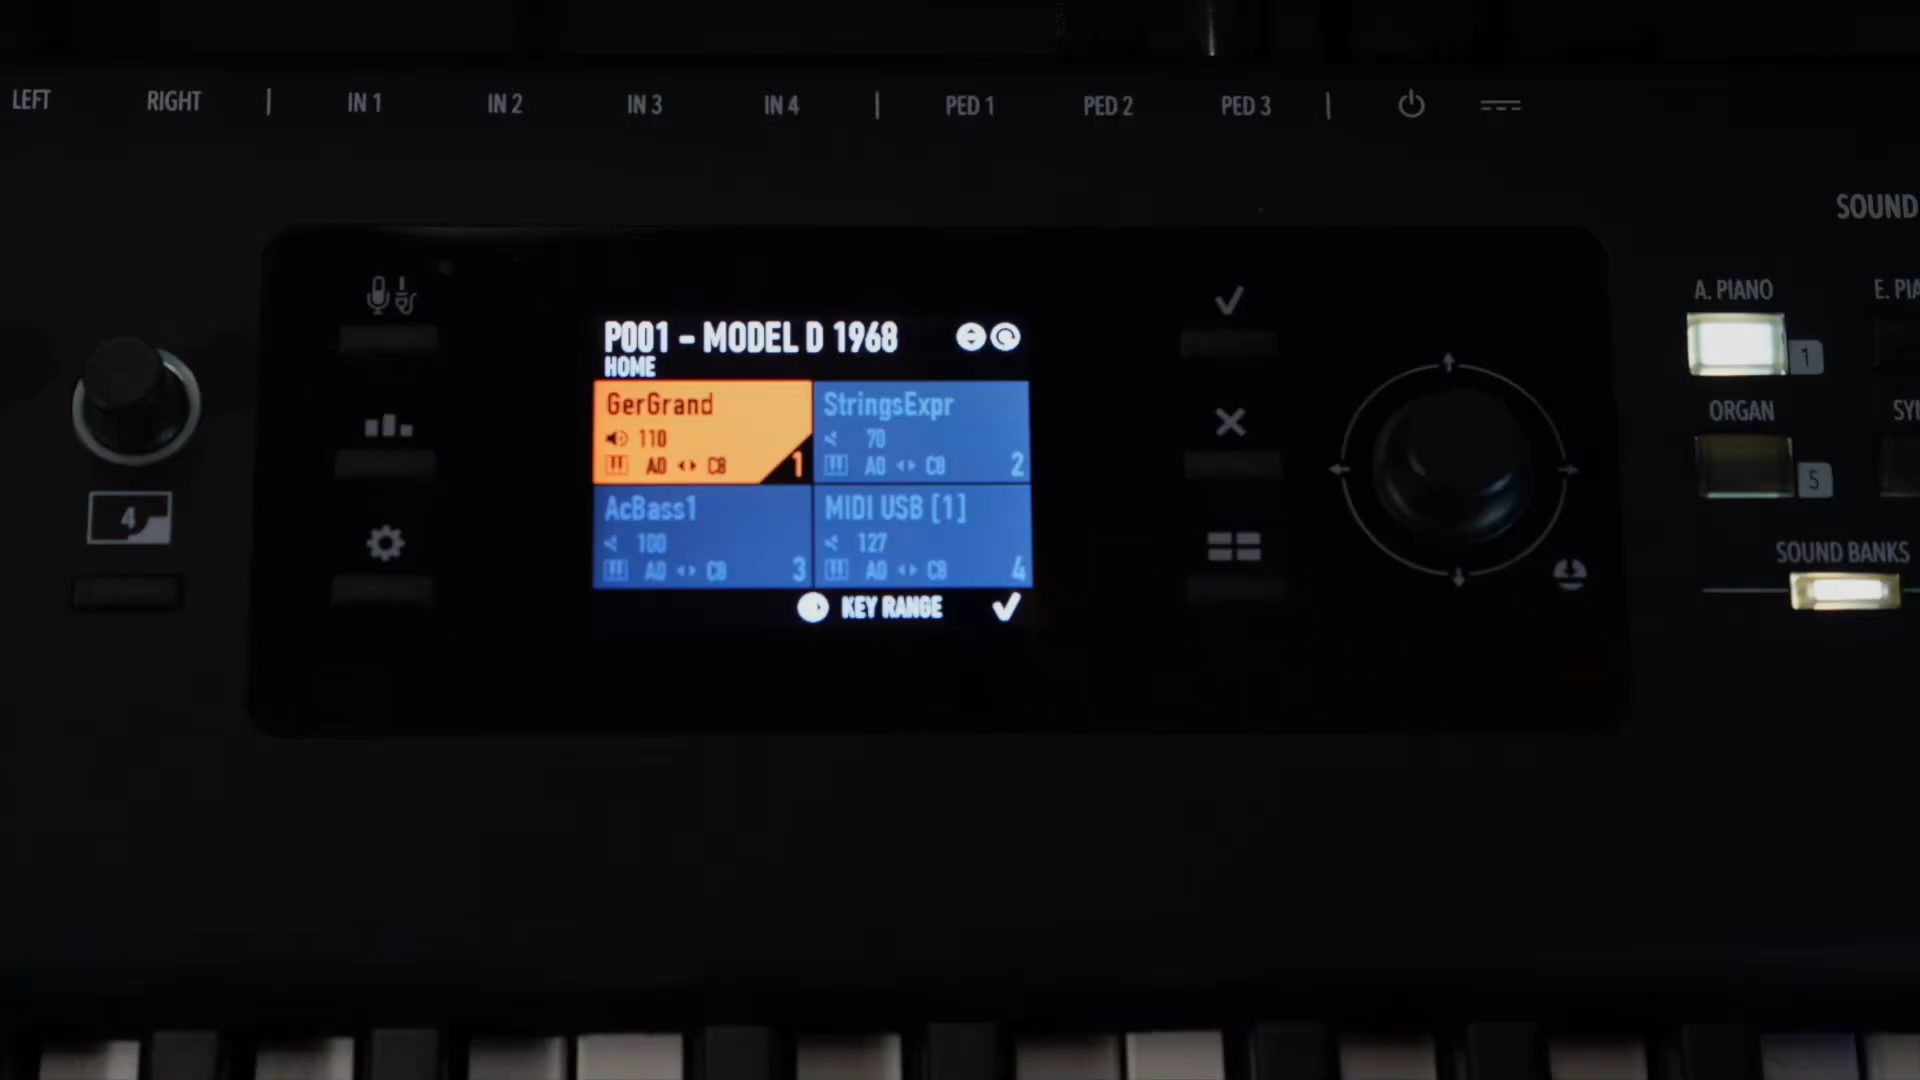 LEFT RIGHT | IN 1 IN 2 IN 3 IN 4 | PED 1 PED 2 PED 3 |
SOUND
A. PIANO
1
ORGAN
5
SOUND BANKS
4
P001 - MODEL D 1968
HOME
GerGrand
110
A0 C8 1
StringsExpr
70
A0 C8 2
AcBass1
100
A0 C8 3
MIDI USB [1]
127
A0 C8 4
KEY RANGE